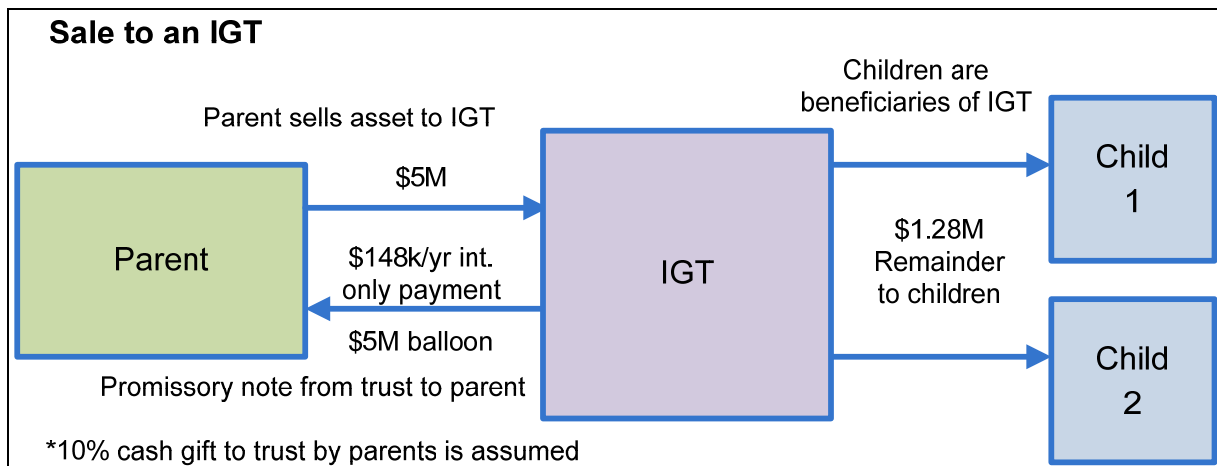 Sale to an IGT
Parent sells asset to IGT
Children are
beneficiaries of IGT
Parent
$5M
$148k/yr int.
only payment
$5M balloon
Promissory note from trust to parent
IGT
$1.28M
Remainder
to children
Child
1
Child
2
*10% cash gift to trust by parents is assumed